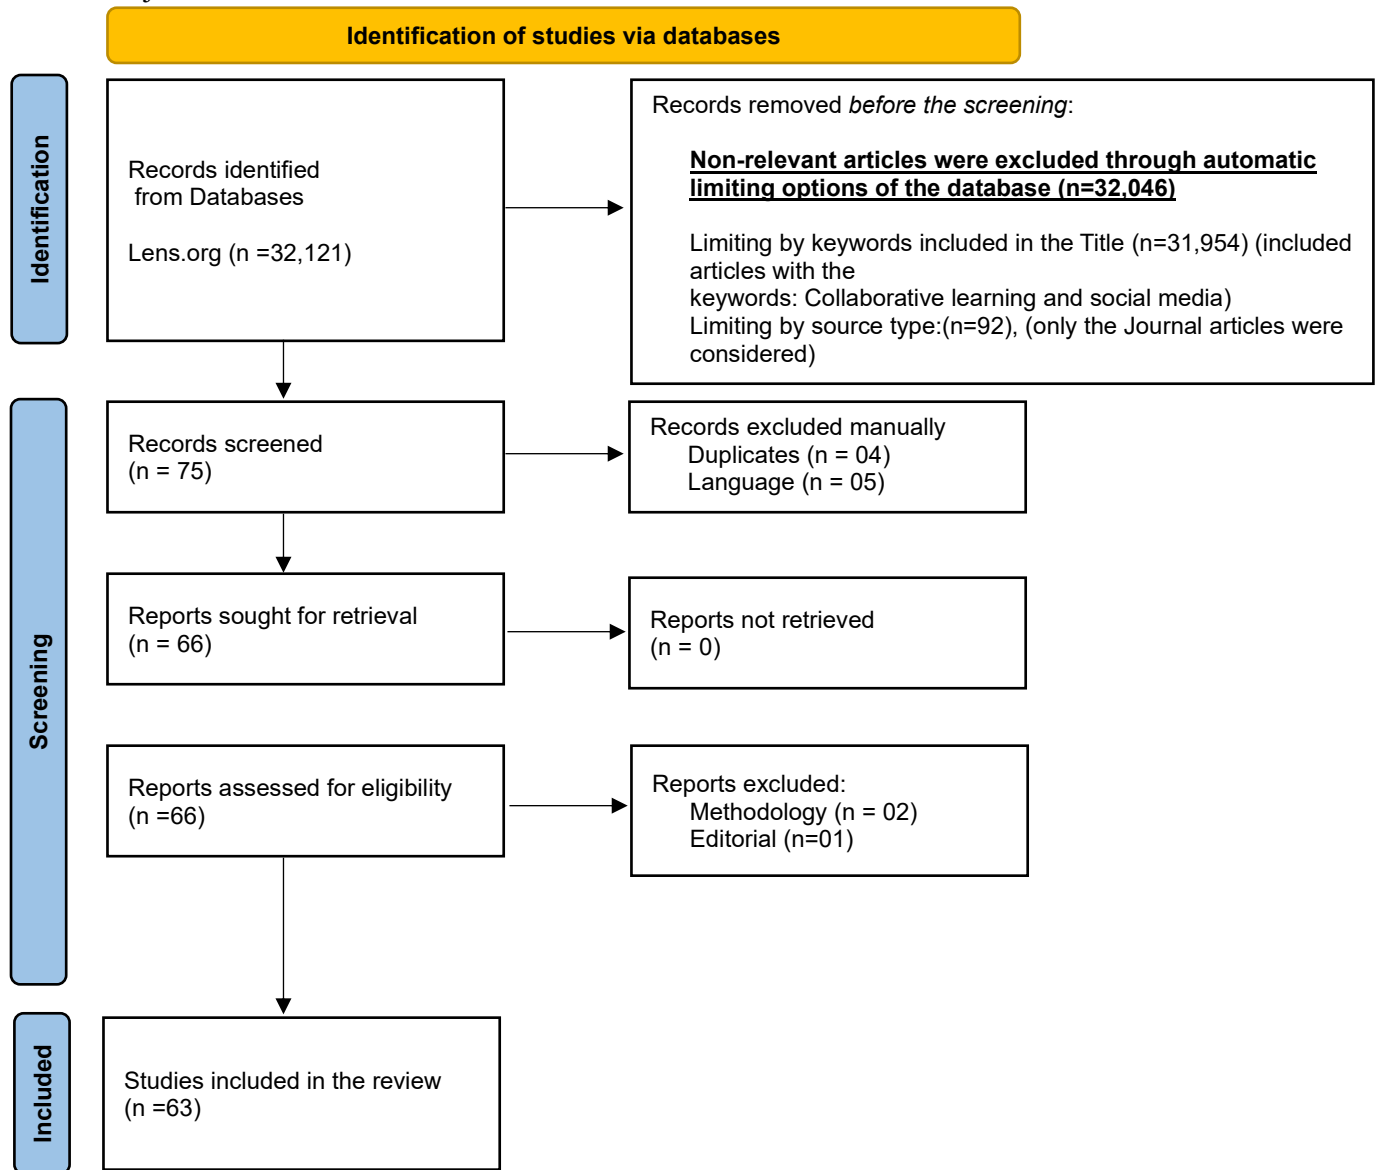 Identification of studies via databases
Identification
Records identified
from Databases
Lens.org (n =32,121)
Records removed before the screening:
Non-relevant articles were excluded through automatic
limiting options of the database (n=32,046)
Limiting by keywords included in the Title (n=31,954) (included
articles with the
keywords: Collaborative learning and social media)
Limiting by source type:(n=92), (only the Journal articles were
considered)
Screening
Records screened
(n = 75)
Records excluded manually
Duplicates (n = 04)
Language (n = 05)
Reports sought for retrieval
(n = 66)
Reports not retrieved
(n = 0)
Reports assessed for eligibility
(n =66)
Reports excluded:
Methodology (n = 02)
Editorial (n=01)
Included
Studies included in the review
(n =63)